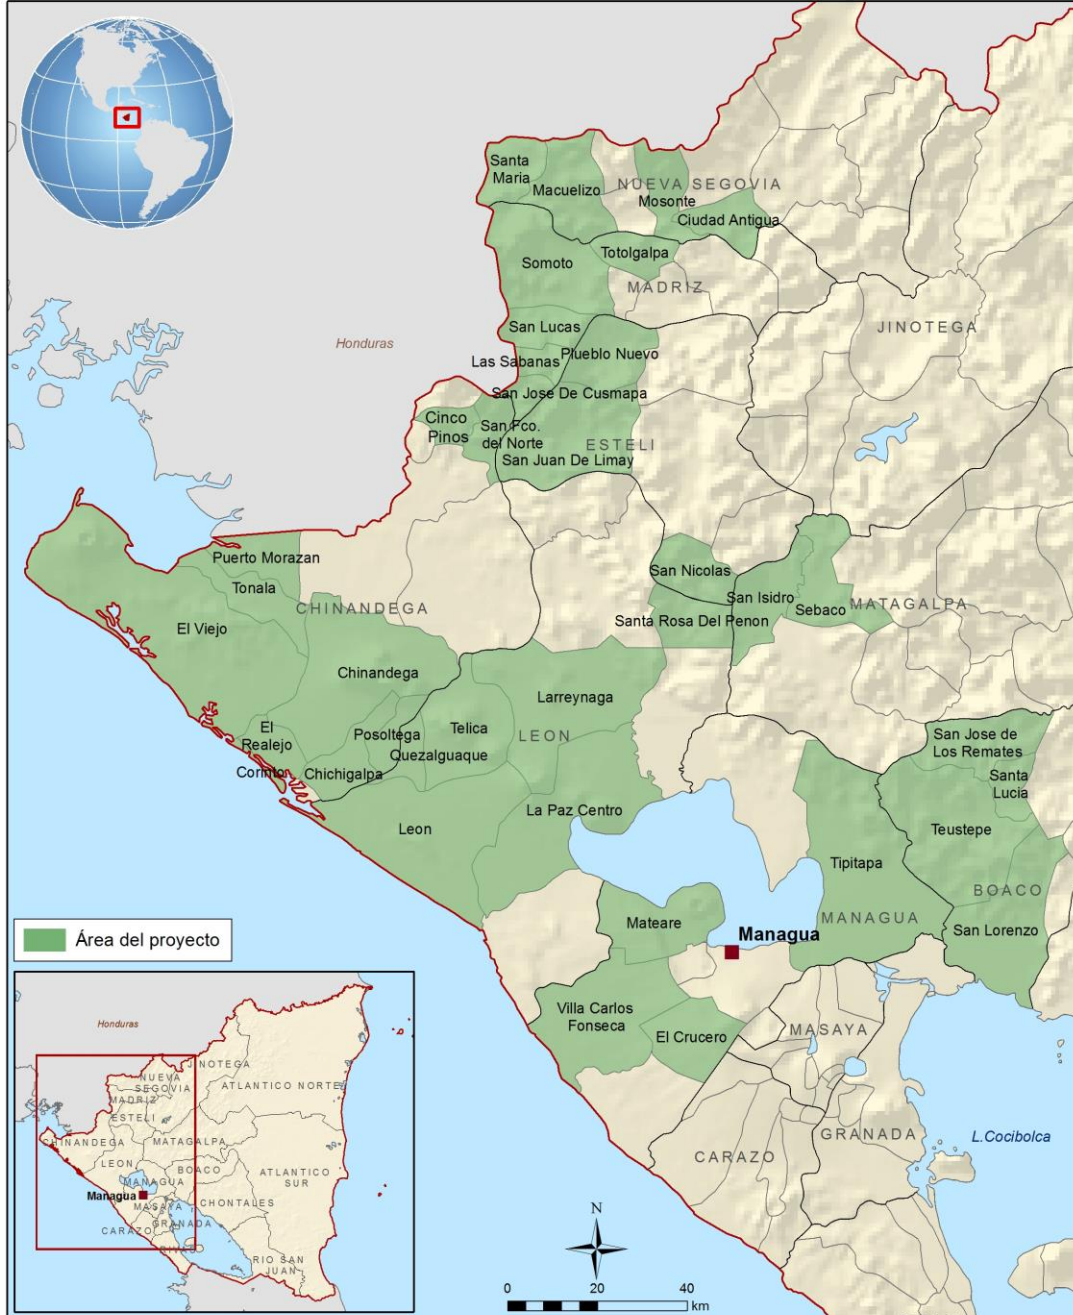 Santa
Maria
Macuelizo
NUEVA SEGOVIA
Mosonte
Ciudad Antigua
Totolgalpa
Somoto
MADRIZ
JINOTEGA
San Lucas
Honduras
Las Sabanas
Plueblo Nuevo
San Jose De Cusmapa
Cinco
Pinos
San Fco.
del Norte
ESTELI
San Juan De Limay
Puerto Morazan
Tonala
CHINANDEGA
El Viejo
San Nicolas
San Isidro
Sebaco
MATAGALPA
Santa Rosa Del Penon
Chinandega
Larreynaga
El
Realejo
Posoltega
Telica
LEON
Quezalguaque
Corinto
Chichigalpa
San Jose de
Los Remates
Santa
Lucia
La Paz Centro
Leon
Teustepe
Tipitapa
BOACO
MANAGUA
San Lorenzo
Mateare
Managua
Área del proyecto
Villa Carlos
Fonseca
El Crucero
MASAYA
GRANADA
L.Cocibolca
CARAZO
N
0 20 40
km
Honduras
JINOTEGA
NUEVA
SEGOVIA
ATLANTICO NORTE
MADRIZ
ESTELI
CHINANDEGA
MATAGALPA
LEON
BOACO
ATLANTICO
SUR
MANAGUA
Managua
CHONTALES
MASAYA
GRANADA
CARAZO
RIVAS
RIO SAN
JUAN